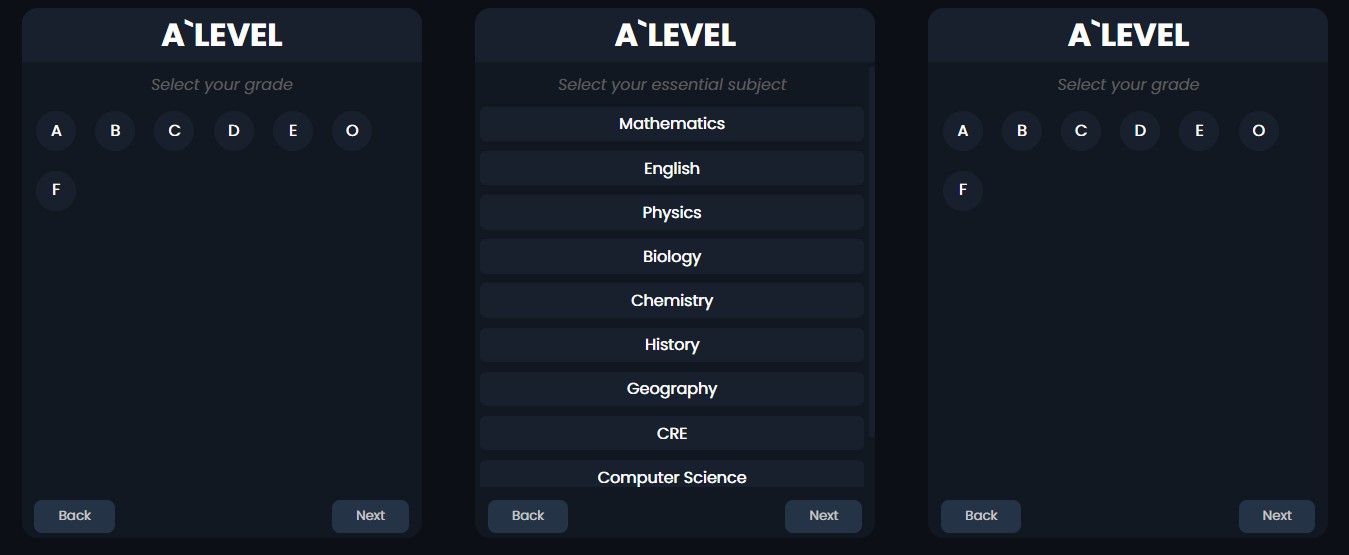 A`LEVEL
Select your grade
A B C D E O
F
Back Next
A`LEVEL
Select your essential subject
Mathematics
English
Physics
Biology
Chemistry
History
Geography
CRE
Computer Science
Back Next
A`LEVEL
Select your grade
A B C D E O
F
Back Next